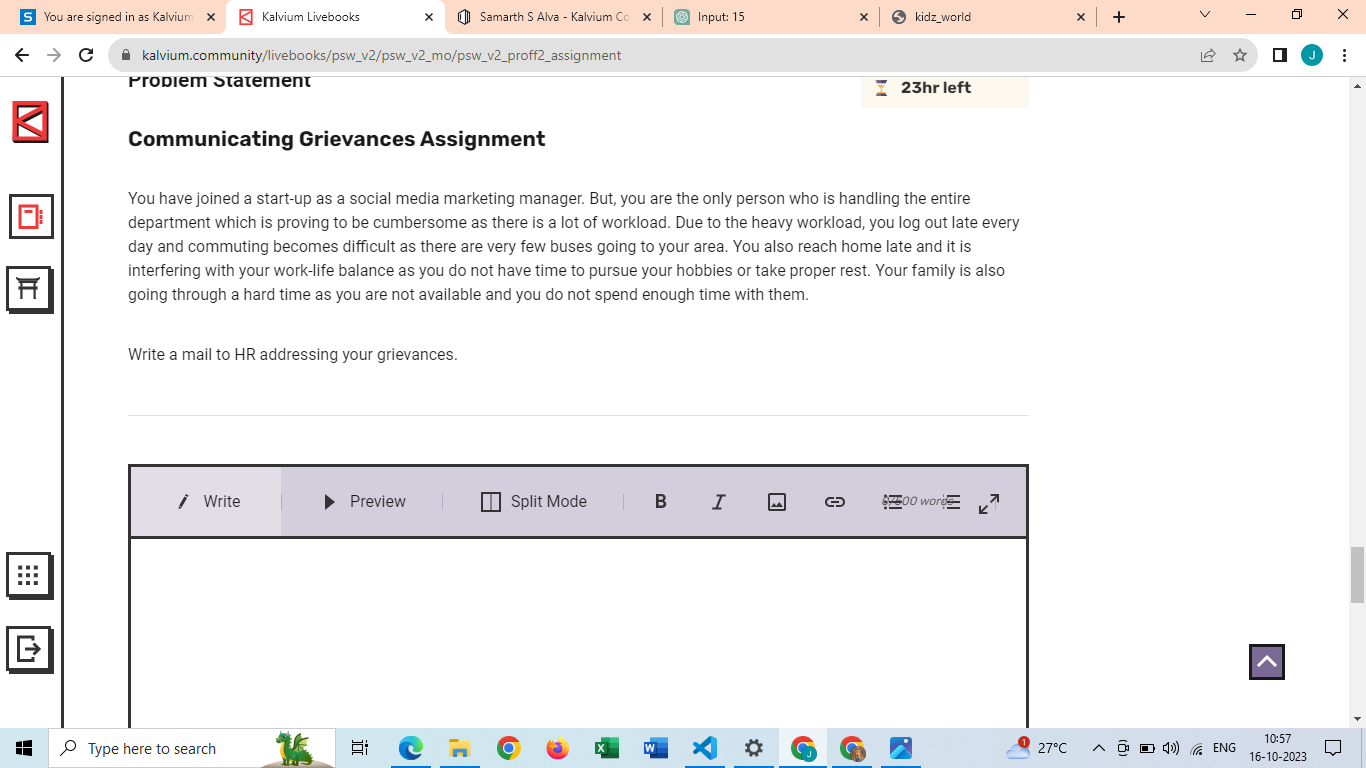 You are signed in as Kalvium
Kalvium Livebooks
Samarth S Alva - Kalvium Co
Input: 15
kidz_world
kalvium.community/livebooks/psw_v2/psw_v2_mo/psw_v2_proff2_assignment
J
Problem Statement
23hr left
Communicating Grievances Assignment
You have joined a start-up as a social media marketing manager. But, you are the only person who is handling the entire
department which is proving to be cumbersome as there is a lot of workload. Due to the heavy workload, you log out late every
day and commuting becomes difficult as there are very few buses going to your area. You also reach home late and it is
interfering with your work-life balance as you do not have time to pursue your hobbies or take proper rest. Your family is also
going through a hard time as you are not available and you do not spend enough time with them.
Write a mail to HR addressing your grievances.
Write
Preview
Split Mode
B
I
words
Type here to search
1
27°C
ENG
10:57
16-10-2023